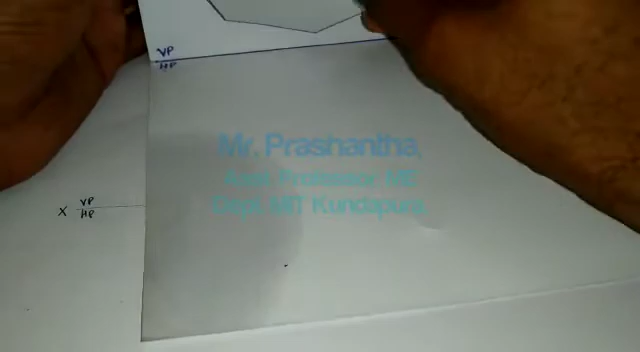 VP
HP
Mr. Prashantha,
Asst. Professor, ME
Dept. MIT Kundapura.
VP
X
HP